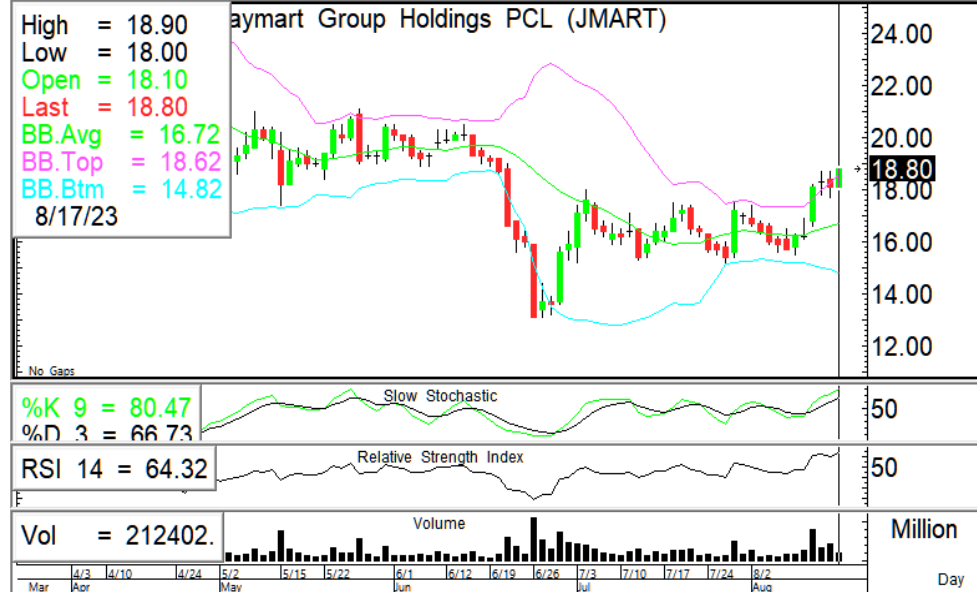 aymart Group Holdings PCL (JMART)
High = 18.90
Low = 18.00
Open = 18.10
Last = 18.80
BB.Avg = 16.72
BB.Top = 18.62
BB.Btm = 14.82
8/17/23
24.00
22.00
20.00
18.80
18.00
16.00
14.00
12.00
No Gaps
Slow Stochastic
%K 9 = 80.47
%D 3 = 66.73
50
Relative Strength Index
RSI 14 = 64.32
50
Volume
Vol = 212402.
Million
4/3 4/10 4/24 5/2 5/15 5/22 6/1 6/12 6/19 6/26 7/3 7/10 7/17 7/24 8/2
Mar Apr May Jun Jul Aug
Day